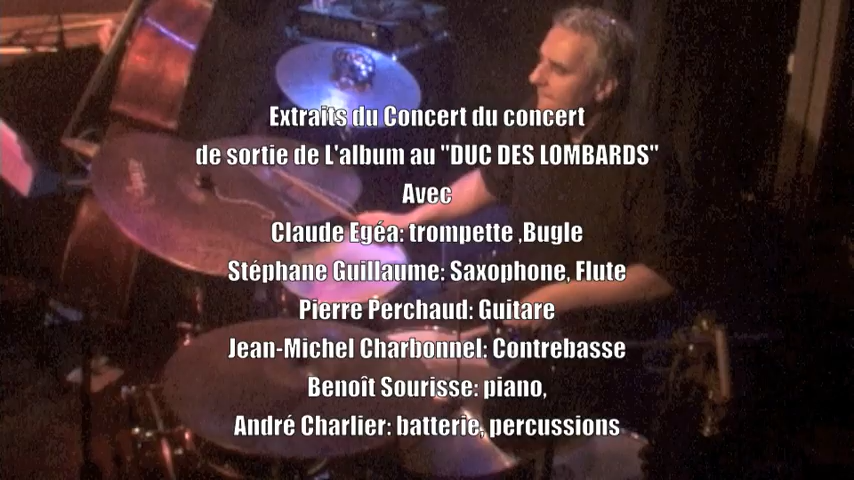 Extraits du Concert du concert
de sortie de L'album au "DUC DES LOMBARDS"
Avec
Claude Egéa: trompette ,Bugle
Stéphane Guillaume: Saxophone, Flute
Pierre Perchaud: Guitare
Jean-Michel Charbonnel: Contrebasse
Benoît Sourisse: piano,
André Charlier: batterie, percussions